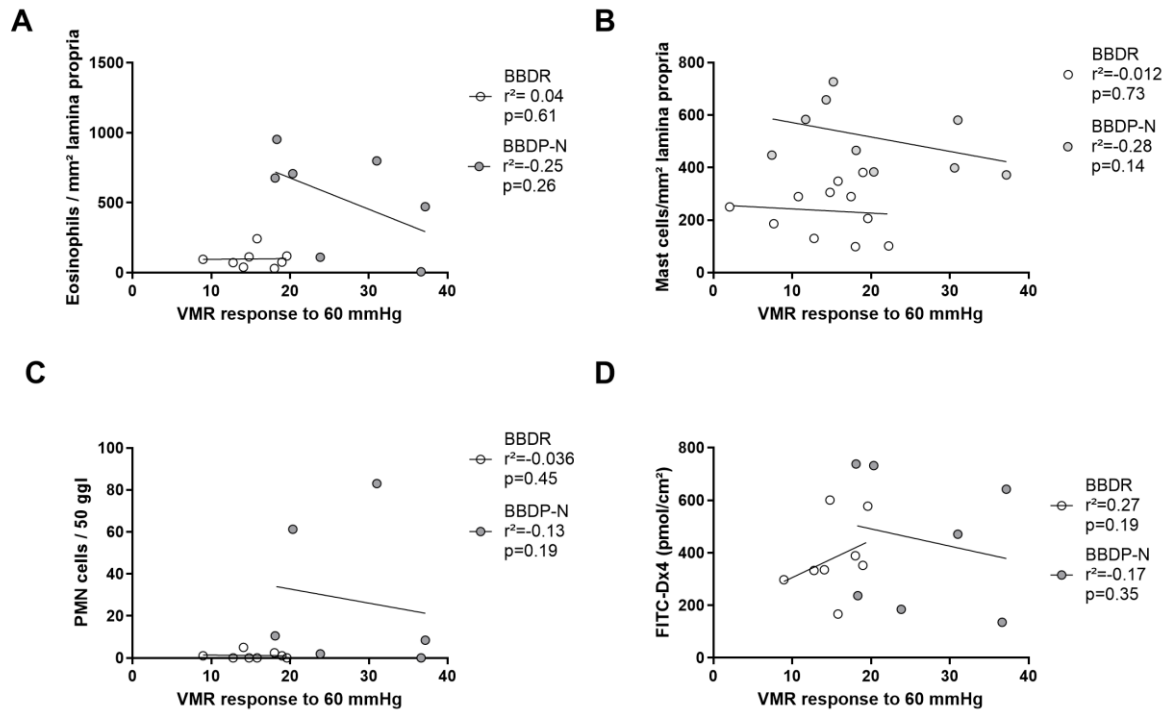 A
Eosinophils / mm² lamina propria
1500
1000
500
0
0 10 20 30 40
VMR response to 60 mmHg
BBDR
r²= 0.04
p=0.61
BBDP-N
r²=-0.25
p=0.26
B
Mast cells/mm² lamina propria
800
600
400
200
0
0 10 20 30 40
VMR response to 60 mmHg
BBDR
r²=-0.012
p=0.73
BBDP-N
r²=-0.28
p=0.14
C
PMN cells / 50 ggl
100
80
60
40
20
0
0 10 20 30 40
VMR response to 60 mmHg
BBDR
r²=-0.036
p=0.45
BBDP-N
r²=-0.13
p=0.19
D
FITC-Dx4 (pmol/cm²)
800
600
400
200
0
0 10 20 30 40
VMR response to 60 mmHg
BBDR
r²=0.27
p=0.19
BBDP-N
r²=-0.17
p=0.35